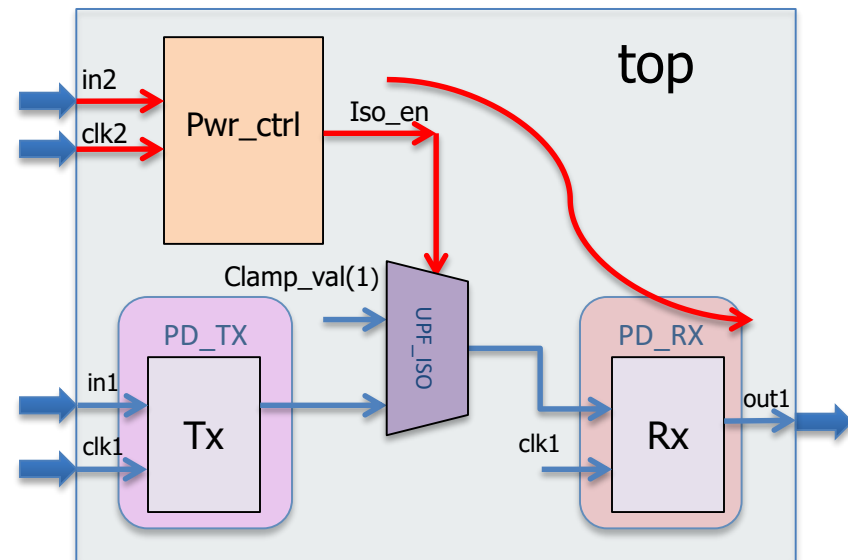 top
in2
clk2
Pwr_ctrl
Iso_en
Clamp_val(1)
UPF_ISO
PD_TX
in1
clk1
Tx
PD_RX
clk1
Rx
out1